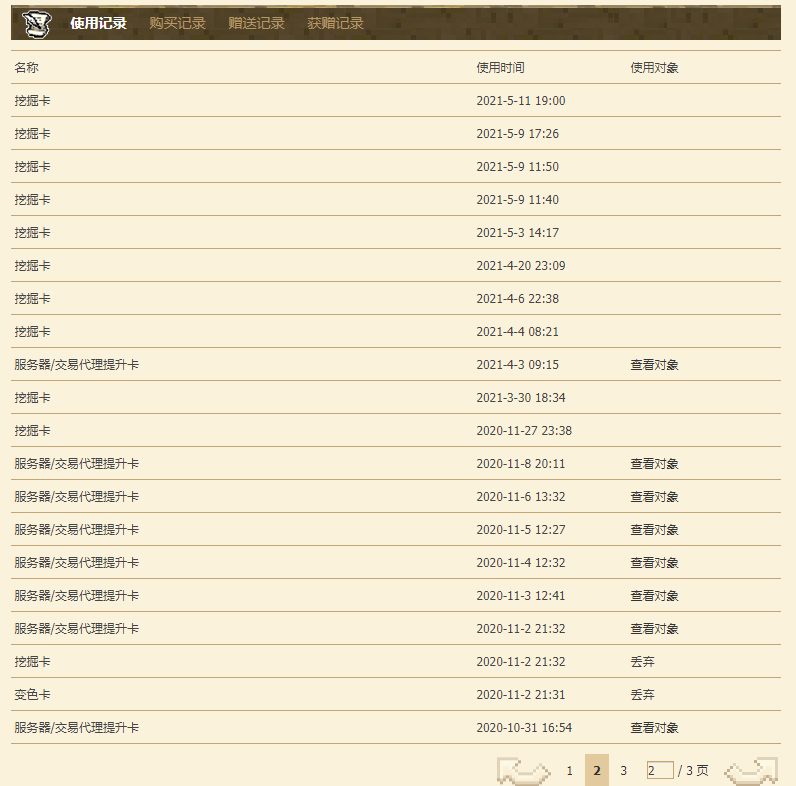 使用记录 购买记录 赠送记录 获赠记录
名称 使用时间 使用对象
挖掘卡 2021-5-11 19:00
挖掘卡 2021-5-9 17:26
挖掘卡 2021-5-9 11:50
挖掘卡 2021-5-9 11:40
挖掘卡 2021-5-3 14:17
挖掘卡 2021-4-20 23:09
挖掘卡 2021-4-6 22:38
挖掘卡 2021-4-4 08:21
服务器/交易代理提升卡 2021-4-3 09:15 查看对象
挖掘卡 2021-3-30 18:34
挖掘卡 2020-11-27 23:38
服务器/交易代理提升卡 2020-11-8 20:11 查看对象
服务器/交易代理提升卡 2020-11-6 13:32 查看对象
服务器/交易代理提升卡 2020-11-5 12:27 查看对象
服务器/交易代理提升卡 2020-11-4 12:32 查看对象
服务器/交易代理提升卡 2020-11-3 12:41 查看对象
服务器/交易代理提升卡 2020-11-2 21:32 查看对象
挖掘卡 2020-11-2 21:32 丢弃
变色卡 2020-11-2 21:31 丢弃
服务器/交易代理提升卡 2020-10-31 16:54 查看对象
1 2 3 2 / 3 页